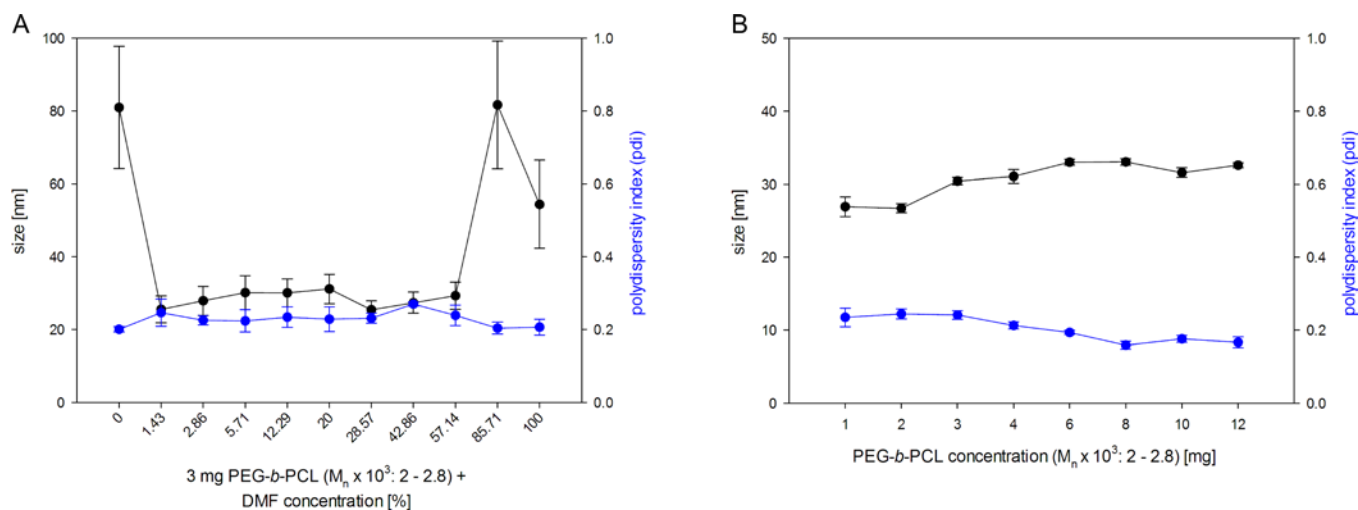 A
100
80
60
40
20
0
size [nm]
1.0
0.8
0.6
0.4
0.2
0.0
polydispersity index (pdi)
0 1.43 2.86 5.71 12.29 20 28.57 42.86 57.14 85.71 100
3 mg PEG-b-PCL (Mn x 10³: 2 - 2.8) +
DMF concentration [%]
B
50
40
30
20
10
0
size [nm]
1.0
0.8
0.6
0.4
0.2
0.0
polydispersity index (pdi)
1 2 3 4 6 8 10 12
PEG-b-PCL concentration (Mn x 10³: 2 - 2.8) [mg]